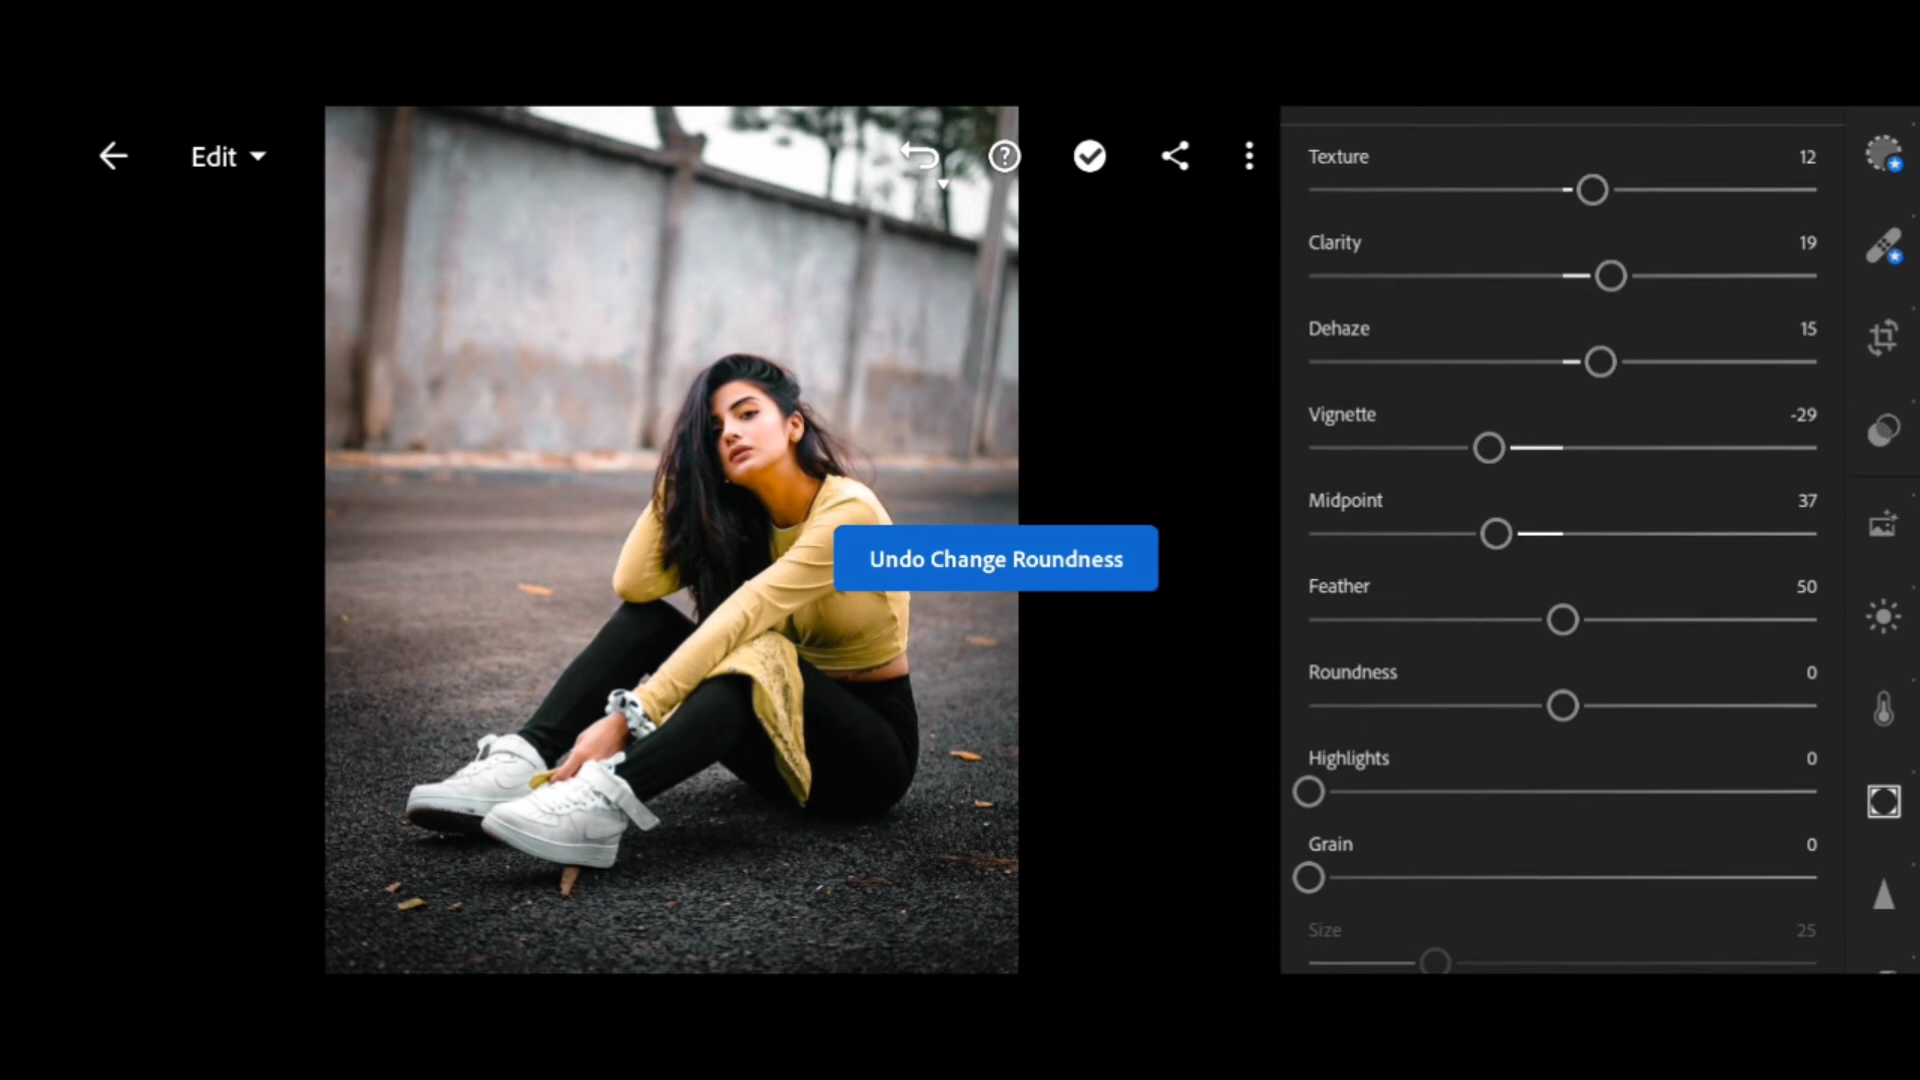 Edit
Texture 12
Clarity 19
Dehaze 15
Vignette -29
Midpoint 37
Undo Change Roundness
Feather 50
Roundness 0
Highlights 0
Grain 0
Size 25